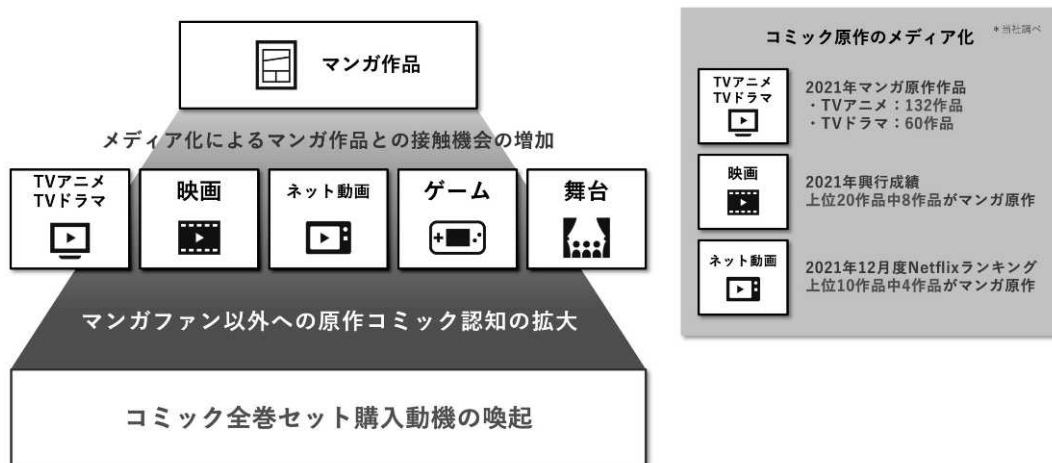 マンガ作品
メディア化によるマンガ作品との接触機会の増加
TVアニメ
TVドラマ
映画
ネット動画
ゲーム
舞台
マンガファン以外への原作コミック認知の拡大
コミック全巻セット購入動機の喚起
コミック原作のメディア化
*当社調べ
TVアニメ
TVドラマ
2021年マンガ原作作品
・TVアニメ：132作品
・TVドラマ：60作品
映画
2021年興行成績
上位20作品中8作品がマンガ原作
ネット動画
2021年12月度Netflixランキング
上位10作品中4作品がマンガ原作